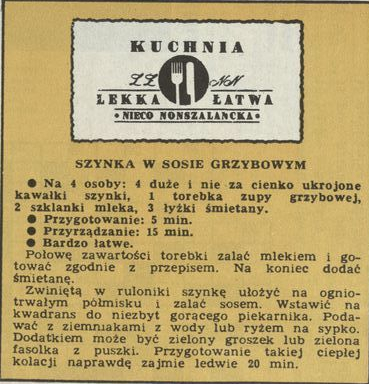 KUCHNIA
ŁŁ NN
LEKKA ŁATWA
• NIECO NONSZALANCKA •
SZYNKA W SOSIE GRZYBOWYM
● Na 4 osoby: 4 duże i nie za cienko ukrojone
kawałki szynki, 1 torebka zupy grzybowej,
2 szklanki mleka, 3 łyżki śmietany.
● Przygotowanie: 5 min.
● Przyrządzanie: 15 min.
● Bardzo łatwe.
Połowę zawartości torebki zalać mlekiem i go-
tować zgodnie z przepisem. Na koniec dodać
śmietanę.
Zwiniętą w ruloniki szynkę ułożyć na ognio-
trwałym półmisku i zalać sosem. Wstawić na
kwadrans do niezbyt gorącego piekarnika. Poda-
wać z ziemniakami z wody lub ryżem na sypko.
Dodatkiem może być zielony groszek lub zielona
fasolka z puszki. Przygotowanie takiej ciepłej
kolacji naprawdę zajmie ledwie 20 min.